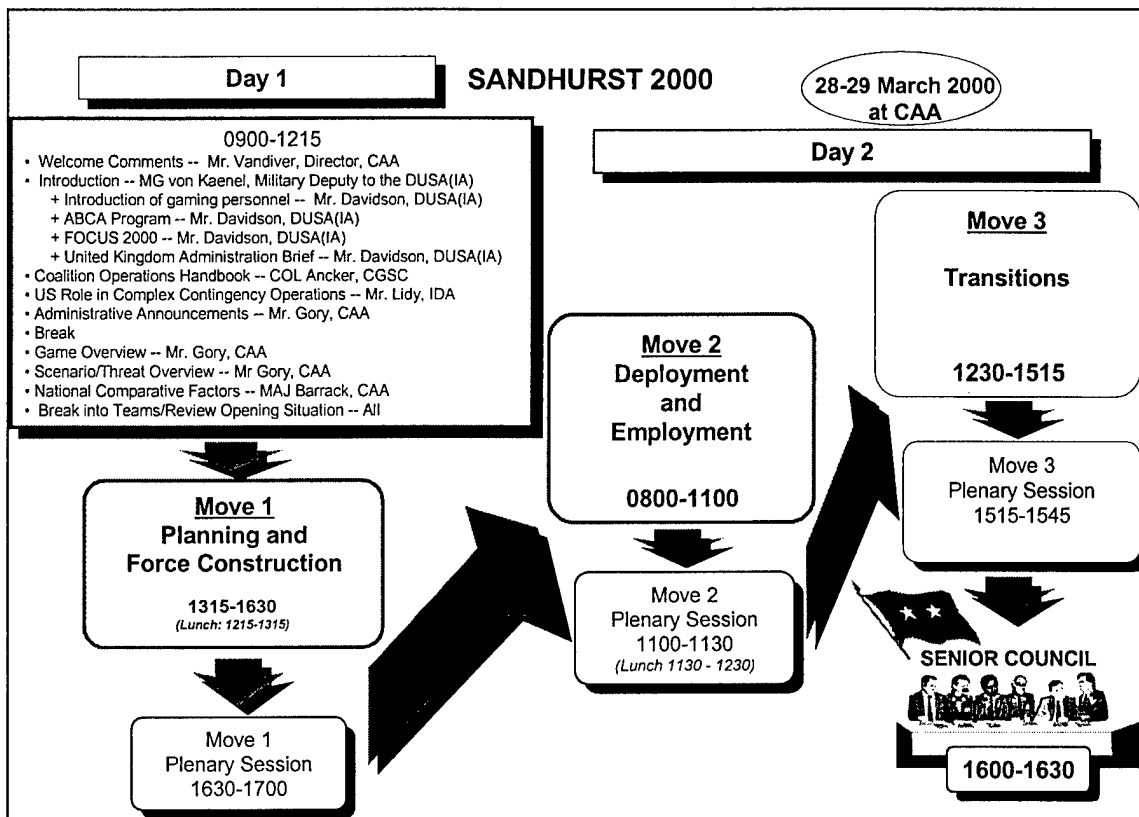 Day 1
SANDHURST 2000
28-29 March 2000
at CAA
0900-1215
• Welcome Comments -- Mr. Vandiver, Director, CAA
• Introduction -- MG von Kaenel, Military Deputy to the DUSA(IA)
+ Introduction of gaming personnel -- Mr. Davidson, DUSA(IA)
+ ABCA Program -- Mr. Davidson, DUSA(IA)
+ FOCUS 2000 -- Mr. Davidson, DUSA(IA)
+ United Kingdom Administration Brief -- Mr. Davidson, DUSA(IA)
• Coalition Operations Handbook -- COL Ancker, CGSC
• US Role in Complex Contingency Operations -- Mr. Lidy, IDA
• Administrative Announcements -- Mr. Gory, CAA
• Break
• Game Overview -- Mr. Gory, CAA
• Scenario/Threat Overview -- Mr Gory, CAA
• National Comparative Factors -- MAJ Barrack, CAA
• Break into Teams/Review Opening Situation -- All
Move 1
Planning and
Force Construction
1315-1630
(Lunch: 1215-1315)
Move 1
Plenary Session
1630-1700
Day 2
Move 2
Deployment
and
Employment
0800-1100
Move 2
Plenary Session
1100-1130
(Lunch 1130 - 1230)
Move 3
Transitions
1230-1515
Move 3
Plenary Session
1515-1545
SENIOR COUNCIL
1600-1630